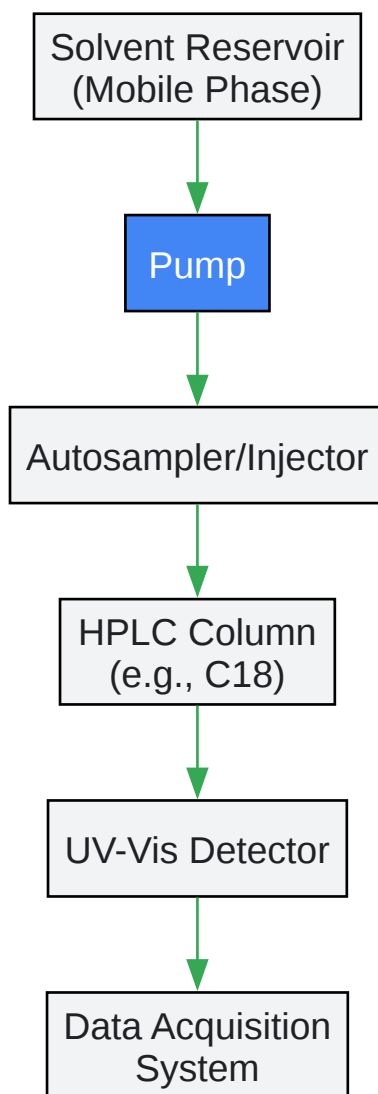 Solvent Reservoir
(Mobile Phase)
Pump
Autosampler/Injector
HPLC Column
(e.g., C18)
UV-Vis Detector
Data Acquisition
System